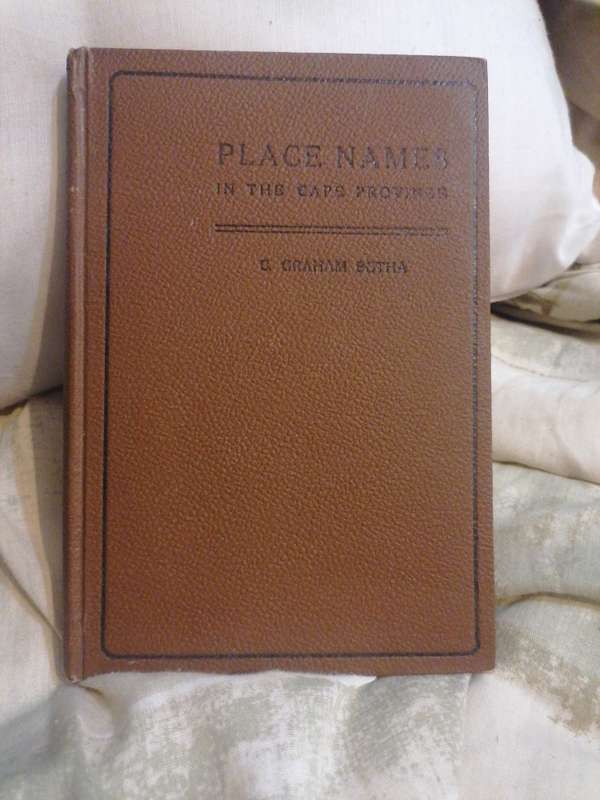 PLACE NAMES
IN THE CAPE PROVINCE
C. GRAHAM BOTHA